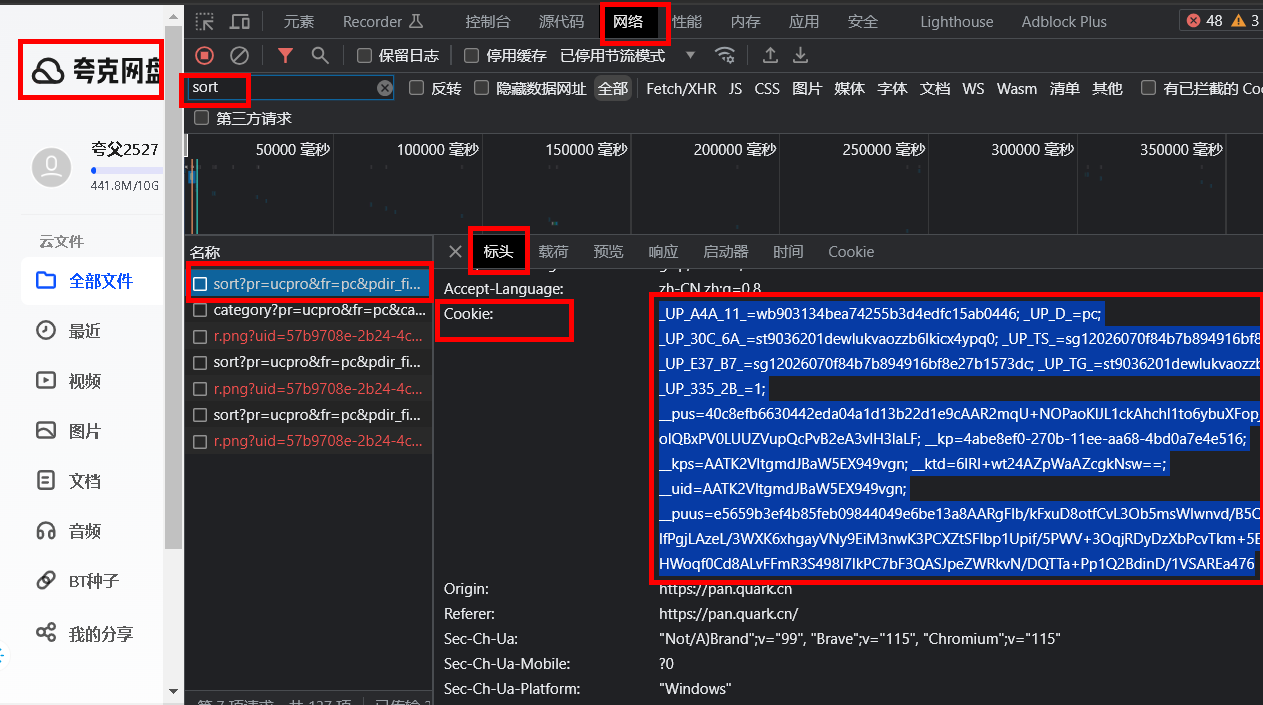 元素 Recorder 控制台 源代码 网络 性能 内存 应用 安全 Lighthouse Adblock Plus 48 3
保留日志 停用缓存 已停用节流模式
sort 反转 隐藏数据网址 全部 Fetch/XHR JS CSS 图片 媒体 字体 文档 WS Wasm 清单 其他 有已拦截的
第三方请求
50000 毫秒 100000 毫秒 150000 毫秒 200000 毫秒 250000 毫秒 300000 毫秒 350000 毫秒
夸克网盘
夸父2527
441.8M/10G
云文件
全部文件
最近
视频
图片
文档
音频
BT种子
我的分享
名称
sort?pr=ucpro&fr=pc&pdir_fi...
category?pr=ucpro&fr=pc&ca...
r.png?uid=57b9708e-2b24-4c...
sort?pr=ucpro&fr=pc&pdir_fi...
r.png?uid=57b9708e-2b24-4c...
sort?pr=ucpro&fr=pc&pdir_fi...
r.png?uid=57b9708e-2b24-4c...
标头 载荷 预览 响应 启动器 时间 Cookie
Accept-Language: zh-CN,zh;q=0.8
Cookie: _UP_A4A_11_=wb903134bea74255b3d4edfc15ab0446; _UP_D_=pc;
_UP_30C_6A_=st9036201dewlukvaozzb6lkicx4ypq0; _UP_TS_=sg12026070f84b7b894916bf8
_UP_E37_B7_=sg12026070f84b7b894916bf8e27b1573dc; _UP_TG_=st9036201dewlukvaozzb
_UP_335_2B_=1;
__pus=40c8efb6630442eda04a1d13b22d1e9cAAR2mqU+NOPaoKIJL1ckAhchI1to6ybuXFop
olQBxPV0LUUZVupQcPvB2eA3vlH3laLF; __kp=4abe8ef0-270b-11ee-aa68-4bd0a7e4e516;
__kps=AATK2VltgmdJBaW5EX949vgn; __ktd=6IRI+wt24AZpWaAZcgkNsw==;
__uid=AATK2VltgmdJBaW5EX949vgn;
__puus=e5659b3ef4b85feb09844049e6be13a8AARgFlb/kFxuD8otfCvL3Ob5msWlwnvd/B5C
IfPgjLAzeL/3WXK6xhgayVNy9EiM3nwK3PCXZtSFIbp1Upif/5PWV+3OqjRDyDzXbPcvTkm+5E
HWoqf0Cd8ALvFFmR3S498I7lkPC7bF3QASJpeZWRkvN/DQTTa+Pp1Q2BdinD/1VSAREa476
Origin: https://pan.quark.cn
Referer: https://pan.quark.cn/
Sec-Ch-Ua: "Not/A)Brand";v="99", "Brave";v="115", "Chromium";v="115"
Sec-Ch-Ua-Mobile: ?0
Sec-Ch-Ua-Platform: "Windows"